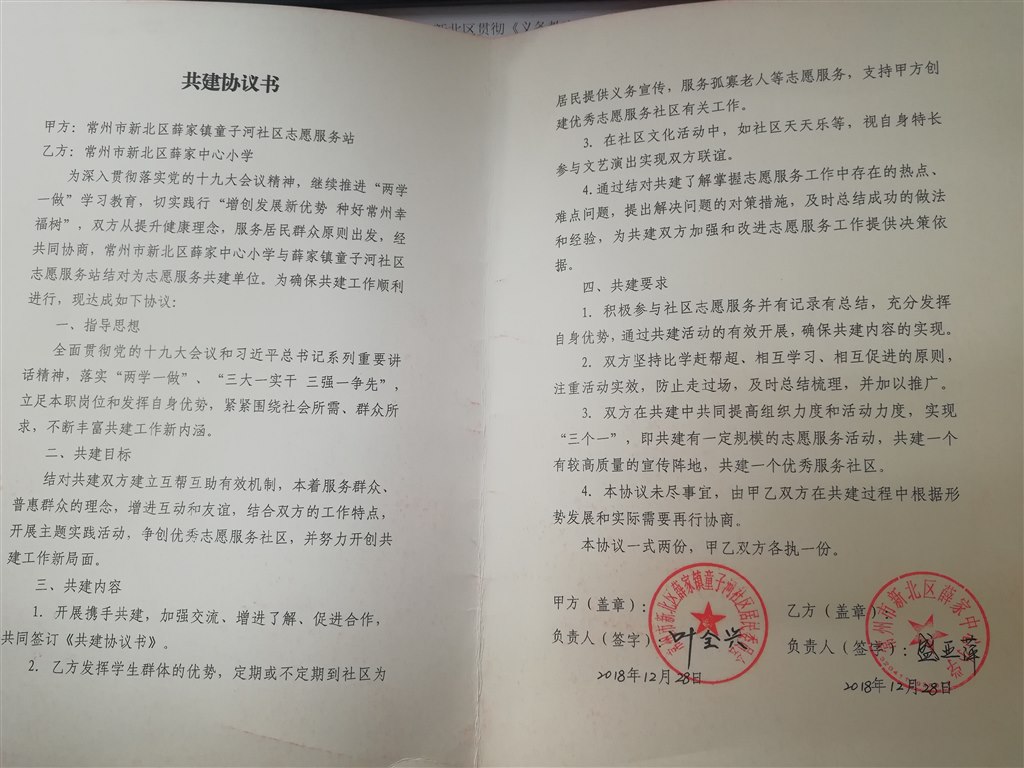 新北区贯彻《义务教
共建协议书
甲方：常州市新北区薛家镇童子河社区志愿服务站
乙方：常州市新北区薛家中心小学
为深入贯彻落实党的十九大会议精神，继续推进“两学
一做”学习教育，切实践行“增创发展新优势 种好常州幸
福树”，双方从提升健康理念，服务居民群众原则出发，经
共同协商，常州市新北区薛家中心小学与薛家镇童子河社区
志愿服务站结对为志愿服务共建单位。为确保共建工作顺利
进行，现达成如下协议：
一、指导思想
全面贯彻党的十九大会议和习近平总书记系列重要讲
话精神，落实“两学一做”、“三大一实干 三强一争先”，
立足本职岗位和发挥自身优势，紧紧围绕社会所需、群众所
求，不断丰富共建工作新内涵。
二、共建目标
结对共建双方建立互帮互助有效机制，本着服务群众、
普惠群众的理念，增进互动和友谊，结合双方的工作特点，
开展主题实践活动，争创优秀志愿服务社区，并努力开创共
建工作新局面。
三、共建内容
1. 开展携手共建，加强交流、增进了解、促进合作，
共同签订《共建协议书》。
2. 乙方发挥学生群体的优势，定期或不定期到社区为
居民提供义务宣传，服务孤寡老人等志愿服务，支持甲方创
建优秀志愿服务社区有关工作。
3. 在社区文化活动中，如社区天天乐等，视自身特长
参与文艺演出实现双方联谊。
4.通过结对共建了解掌握志愿服务工作中存在的热点、
难点问题，提出解决问题的对策措施，及时总结成功的做法
和经验，为共建双方加强和改进志愿服务工作提供决策依
据。
四、共建要求
1. 积极参与社区志愿服务并有记录有总结，充分发挥
自身优势，通过共建活动的有效开展，确保共建内容的实现。
2. 双方坚持比学赶帮超、相互学习、相互促进的原则，
注重活动实效，防止走过场，及时总结梳理，并加以推广。
3. 双方在共建中共同提高组织力度和活动力度，实现
“三个一”，即共建有一定规模的志愿服务活动，共建一个
有较高质量的宣传阵地，共建一个优秀服务社区。
4. 本协议未尽事宜，由甲乙双方在共建过程中根据形
势发展和实际需要再行协商。
本协议一式两份，甲乙双方各执一份。
甲方（盖章）：
负责人（签字）：叶全兴
2018年12月28日
常州市新北区薛家镇童子河社区居民委员会
乙方（盖章）：
负责人（签字）：盛亚萍
2018年12月28日
常州市新北区薛家中心小学